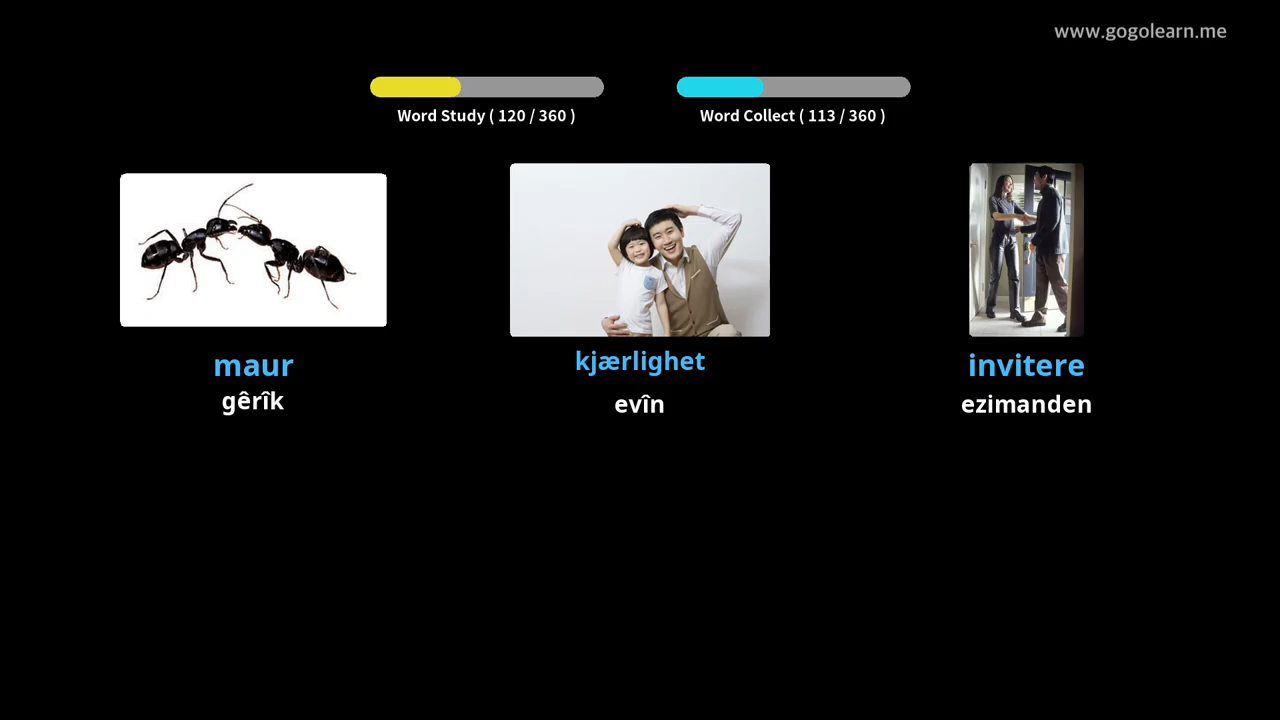 www.gogolearn.me
Word Study ( 120 / 360 )
Word Collect ( 113 / 360 )
maur
kjærlighet
invitere
gêrîk
evîn
ezimanden